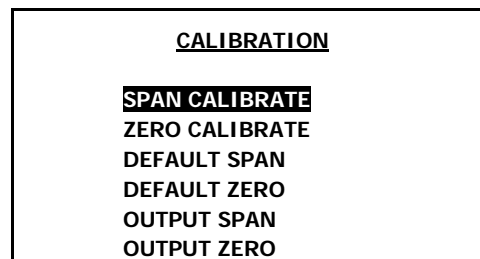 CALIBRATION
SPAN CALIBRATE
ZERO CALIBRATE
DEFAULT SPAN
DEFAULT ZERO
OUTPUT SPAN
OUTPUT ZERO